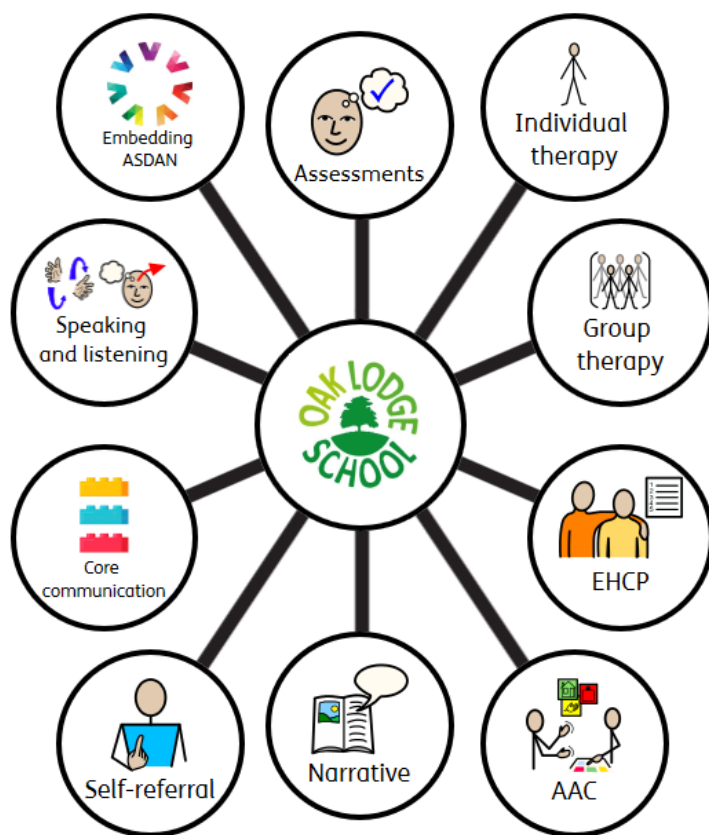 Embedding
ASDAN
Assessments
Individual
therapy
Speaking
and listening
Group
therapy
OAK LODGE
SCHOOL
Core
communication
EHCP
Self-referral
Narrative
AAC